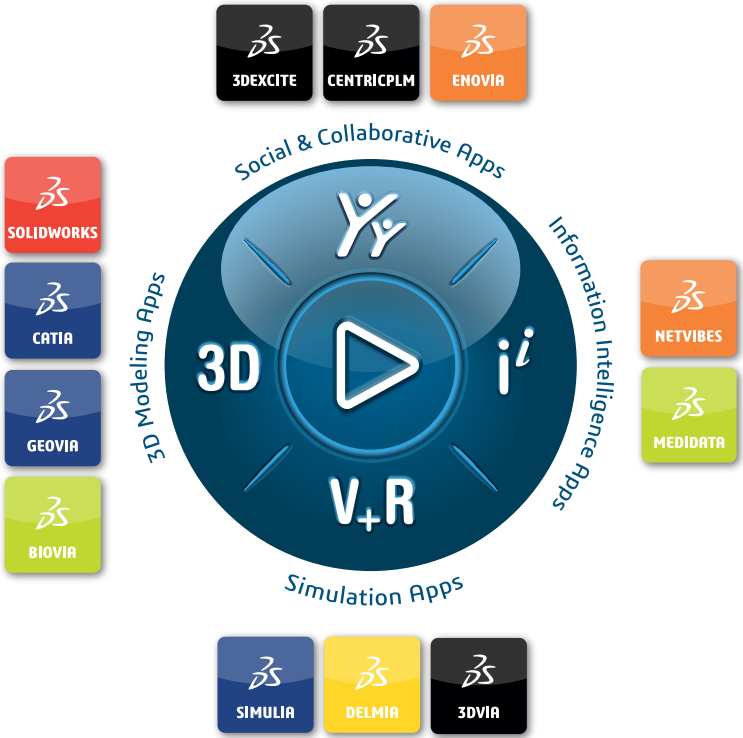 3DEXCITE
CENTRICPLM
ENOVIA
Social & Collaborative Apps
SOLIDWORKS
CATIA
GEOVIA
BIOVIA
3D Modeling Apps
3D
i i
V+R
Information Intelligence Apps
NETVIBES
MEDIDATA
Simulation Apps
SIMULIA
DELMIA
3DVIA